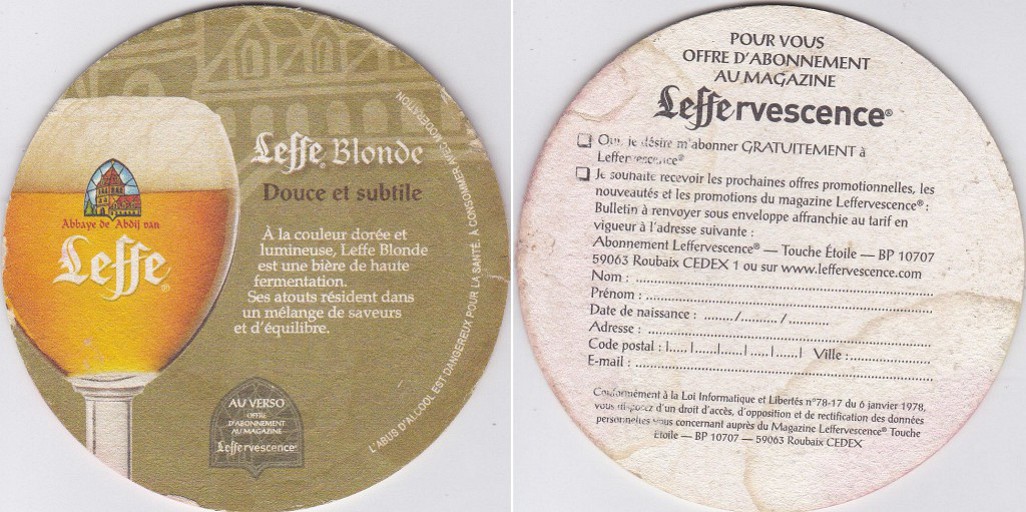 Abbaye de Abdij van
Leffe®
Leffe® Blonde
Douce et subtile
À la couleur dorée et
lumineuse, Leffe Blonde
est une bière de haute
fermentation.
Ses atouts résident dans
un mélange de saveurs
et d'équilibre.
AU VERSO
OFFRE
D'ABONNEMENT
AU MAGAZINE
Leffervescence®
L'ABUS D'ALCOOL EST DANGEREUX POUR LA SANTÉ. À CONSOMMER AVEC MODÉRATION
POUR VOUS
OFFRE D'ABONNEMENT
AU MAGAZINE
Leffervescence®
Oui, je désire m'abonner GRATUITEMENT à
Leffervescence®
Je souhaite recevoir les prochaines offres promotionnelles, les
nouveautés et les promotions du magazine Leffervescence® :
Bulletin à renvoyer sous enveloppe affranchie au tarif en
vigueur à l'adresse suivante :
Abonnement Leffervescence® — Touche Étoile — BP 10707
59063 Roubaix CEDEX 1 ou sur www.leffervescence.com
Nom : ..........
Prénom : ..........
Date de naissance : ......../........../...........
Adresse : ..........
Code postal : |.....|......|......|.....|......| Ville :..........
E-mail : ..........
Conformément à la Loi Informatique et Libertés n°78-17 du 6 janvier 1978,
vous disposez d'un droit d'accès, d'opposition et de rectification des données
personnelles vous concernant auprès du Magazine Leffervescence® Touche
Étoile — BP 10707 — 59063 Roubaix CEDEX